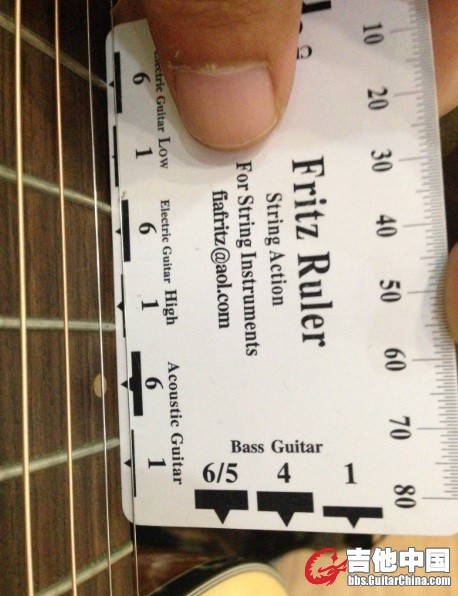 Fritz Ruler
String Action
For String Instruments
fiafritz@aol.com
Electric Guitar Low
6
1
Electric Guitar High
6
1
Acoustic Guitar
6
1
Bass Guitar
6/5 4 1
10
20
30
40
50
60
70
80
吉他中国
bbs.GuitarChina.com